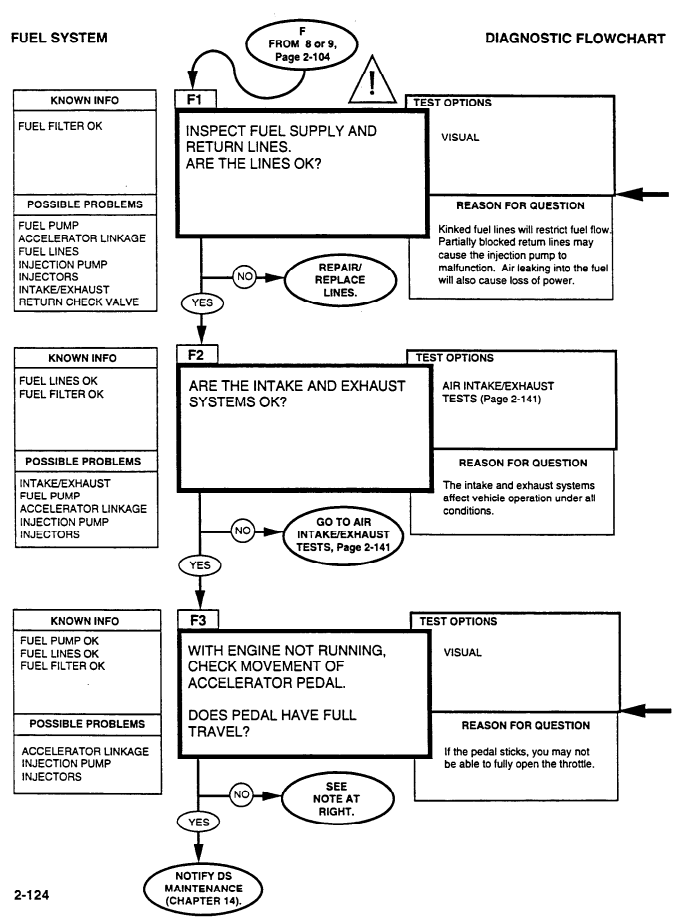 FUEL SYSTEM
DIAGNOSTIC FLOWCHART
F
FROM 8 or 9,
Page 2-104
!
KNOWN INFO
FUEL FILTER OK
POSSIBLE PROBLEMS
FUEL PUMP
ACCELERATOR LINKAGE
FUEL LINES
INJECTION PUMP
INJECTORS
INTAKE/EXHAUST
RETURN CHECK VALVE
F1
INSPECT FUEL SUPPLY AND
RETURN LINES.
ARE THE LINES OK?
TEST OPTIONS
VISUAL
REASON FOR QUESTION
Kinked fuel lines will restrict fuel flow.
Partially blocked return lines may
cause the injection pump to
malfunction. Air leaking into the fuel
will also cause loss of power.
NO
REPAIR/
REPLACE
LINES.
YES
KNOWN INFO
FUEL LINES OK
FUEL FILTER OK
POSSIBLE PROBLEMS
INTAKE/EXHAUST
FUEL PUMP
ACCELERATOR LINKAGE
INJECTION PUMP
INJECTORS
F2
ARE THE INTAKE AND EXHAUST
SYSTEMS OK?
TEST OPTIONS
AIR INTAKE/EXHAUST
TESTS (Page 2-141)
REASON FOR QUESTION
The intake and exhaust systems
affect vehicle operation under all
conditions.
NO
GO TO AIR
INTAKE/EXHAUST
TESTS, Page 2-141
YES
KNOWN INFO
FUEL PUMP OK
FUEL LINES OK
FUEL FILTER OK
POSSIBLE PROBLEMS
ACCELERATOR LINKAGE
INJECTION PUMP
INJECTORS
F3
WITH ENGINE NOT RUNNING,
CHECK MOVEMENT OF
ACCELERATOR PEDAL.
DOES PEDAL HAVE FULL
TRAVEL?
TEST OPTIONS
VISUAL
REASON FOR QUESTION
If the pedal sticks, you may not
be able to fully open the throttle.
NO
SEE
NOTE AT
RIGHT.
YES
NOTIFY DS
MAINTENANCE
(CHAPTER 14).
2-124